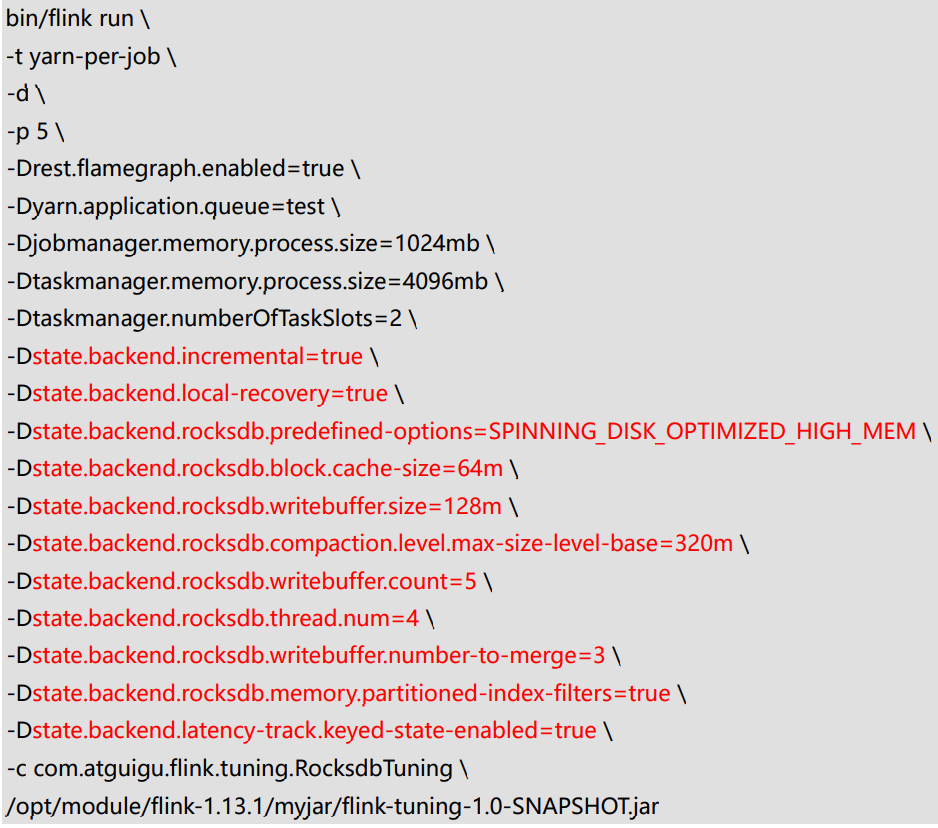 bin/flink run \
-t yarn-per-job \
-d \
-p 5 \
-Drest.flamegraph.enabled=true \
-Dyarn.application.queue=test \
-Djobmanager.memory.process.size=1024mb \
-Dtaskmanager.memory.process.size=4096mb \
-Dtaskmanager.numberOfTaskSlots=2 \
-Dstate.backend.incremental=true \
-Dstate.backend.local-recovery=true \
-Dstate.backend.rocksdb.predefined-options=SPINNING_DISK_OPTIMIZED_HIGH_MEM \
-Dstate.backend.rocksdb.block.cache-size=64m \
-Dstate.backend.rocksdb.writebuffer.size=128m \
-Dstate.backend.rocksdb.compaction.level.max-size-level-base=320m \
-Dstate.backend.rocksdb.writebuffer.count=5 \
-Dstate.backend.rocksdb.thread.num=4 \
-Dstate.backend.rocksdb.writebuffer.number-to-merge=3 \
-Dstate.backend.rocksdb.memory.partitioned-index-filters=true \
-Dstate.backend.latency-track.keyed-state-enabled=true \
-c com.atguigu.flink.tuning.RocksdbTuning \
/opt/module/flink-1.13.1/myjar/flink-tuning-1.0-SNAPSHOT.jar